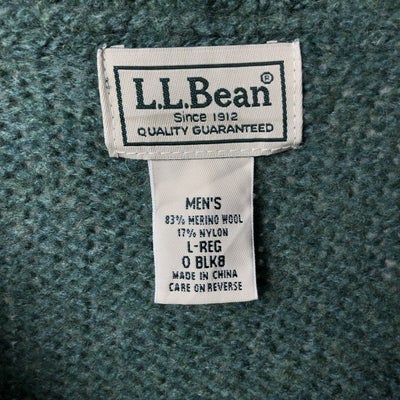 L.L.Bean®
Since 1912
QUALITY GUARANTEED
MEN'S
83% MERINO WOOL
17% NYLON
L-REG
0 BLK8
MADE IN CHINA
CARE ON REVERSE